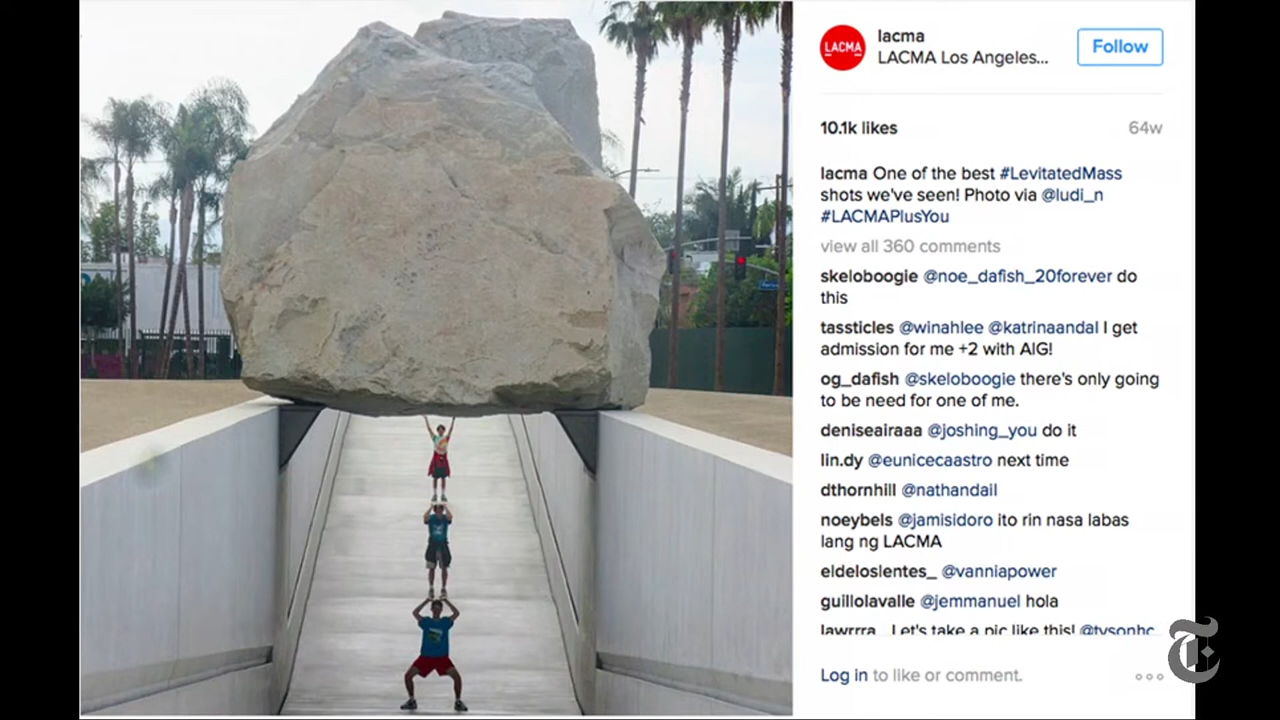 LACMA
lacma
LACMA Los Angeles...
Follow
10.1k likes
64w
lacma One of the best #LevitatedMass
shots we've seen! Photo via @ludi_n
#LACMAPlusYou
view all 360 comments
skeloboogie @noe_dafish_20forever do
this
tassticles @winahlee @katrinaandal I get
admission for me +2 with AIG!
og_dafish @skeloboogie there's only going
to be need for one of me.
deniseairaaa @joshing_you do it
lin.dy @eunicecaastro next time
dthornhill @nathandail
noeybels @jamisidoro ito rin nasa labas
lang ng LACMA
eldeloslentes_ @vanniapower
guillolavalle @jemmanuel hola
lawrrra_ Let's take a pic like this! @tysonhc
Log in to like or comment.
T